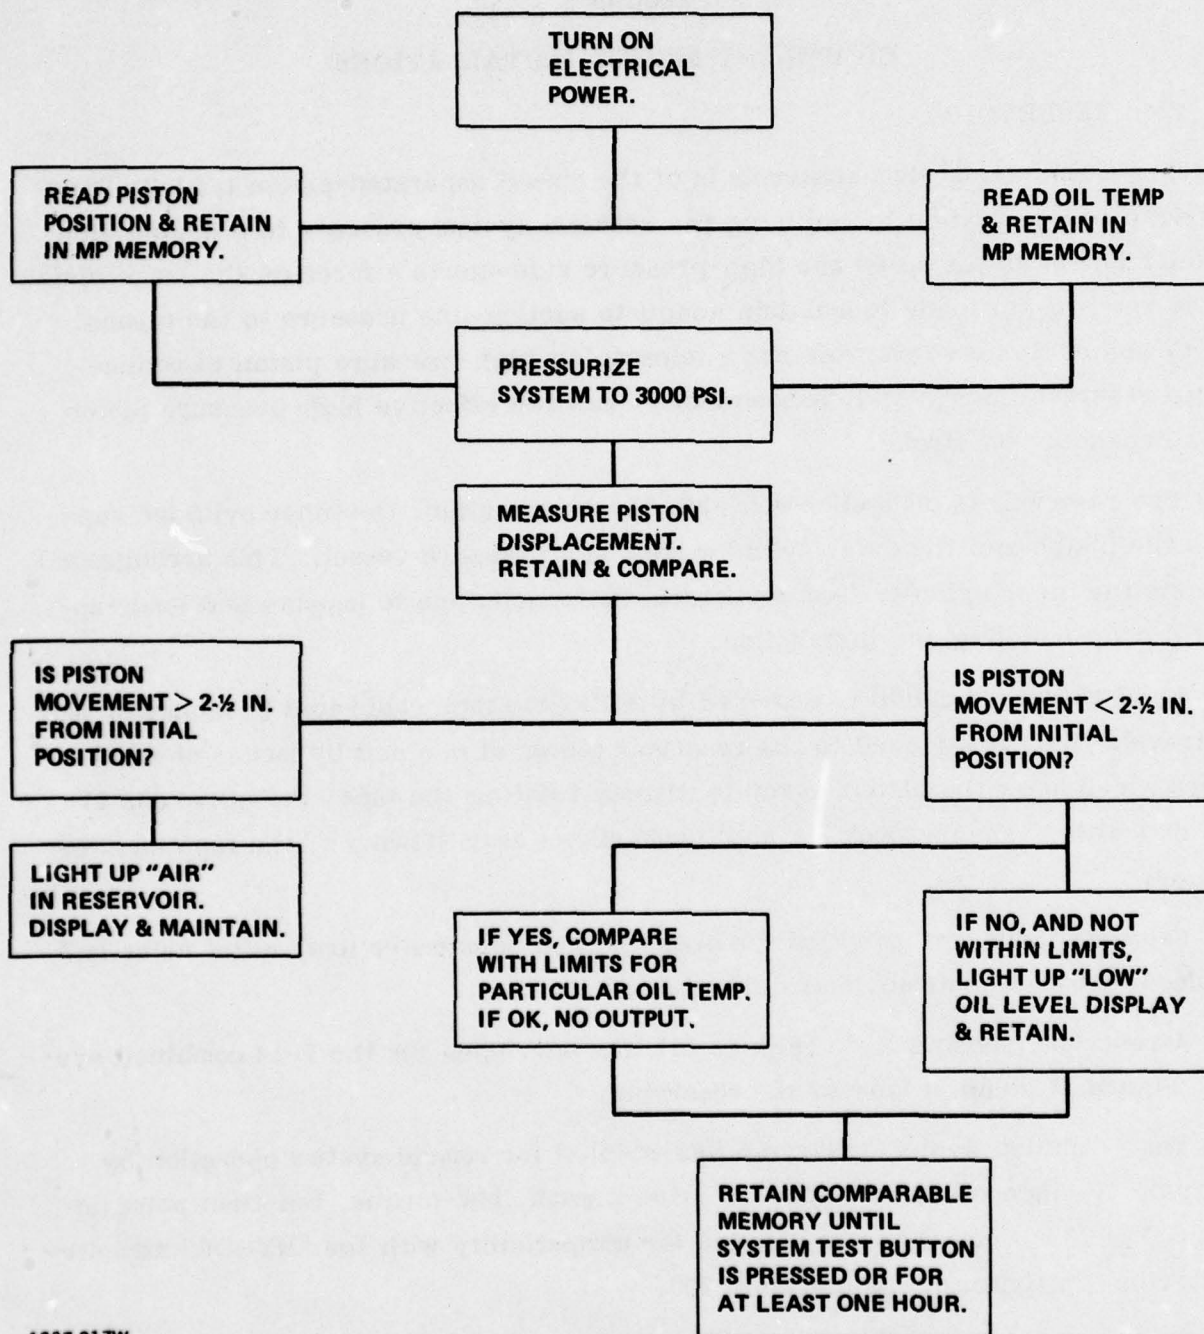 TURN ON
ELECTRICAL
POWER.
READ PISTON
POSITION & RETAIN
IN MP MEMORY.
READ OIL TEMP
& RETAIN IN
MP MEMORY.
PRESSURIZE
SYSTEM TO 3000 PSI.
MEASURE PISTON
DISPLACEMENT.
RETAIN & COMPARE.
IS PISTON
MOVEMENT > 2-½ IN.
FROM INITIAL
POSITION?
IS PISTON
MOVEMENT < 2-½ IN.
FROM INITIAL
POSITION?
LIGHT UP "AIR"
IN RESERVOIR.
DISPLAY & MAINTAIN.
IF YES, COMPARE
WITH LIMITS FOR
PARTICULAR OIL TEMP.
IF OK, NO OUTPUT.
IF NO, AND NOT
WITHIN LIMITS,
LIGHT UP "LOW"
OIL LEVEL DISPLAY
& RETAIN.
RETAIN COMPARABLE
MEMORY UNTIL
SYSTEM TEST BUTTON
IS PRESSED OR FOR
AT LEAST ONE HOUR.